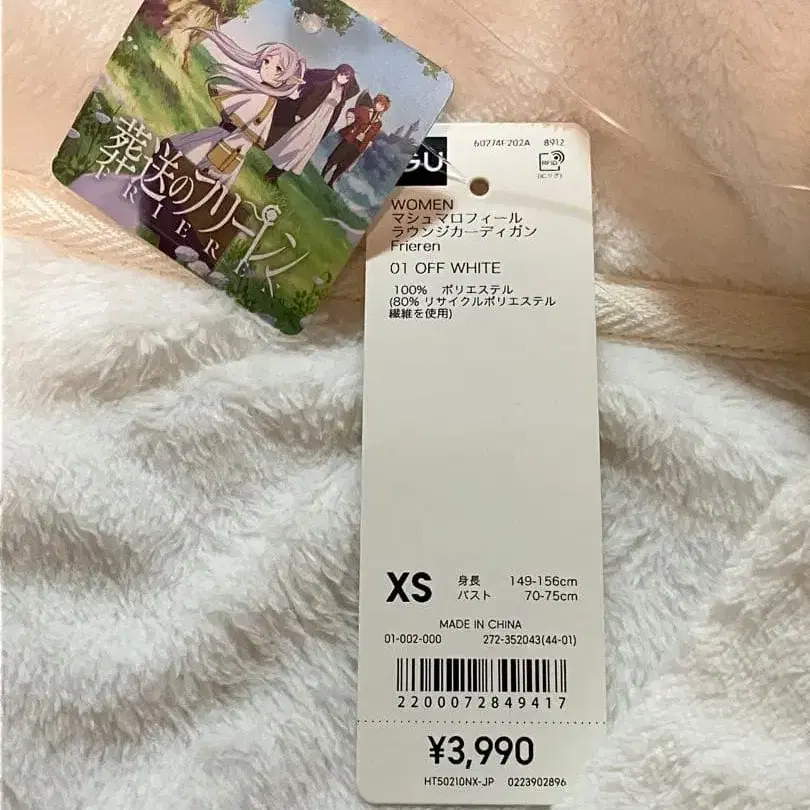 葬送のフリーレン
FRIEREN
GU
60274F202A 8912
RFID
WOMEN
マシュマロフィール
ラウンジカーディガン
Frieren
01 OFF WHITE
100% ポリエステル
(80% リサイクルポリエステル
繊維を使用)
XS 身長 149-156cm
バスト 70-75cm
MADE IN CHINA
01-002-000 272-352043(44-01)
2200072849417
¥3,990
HT50210NX-JP 0223902896